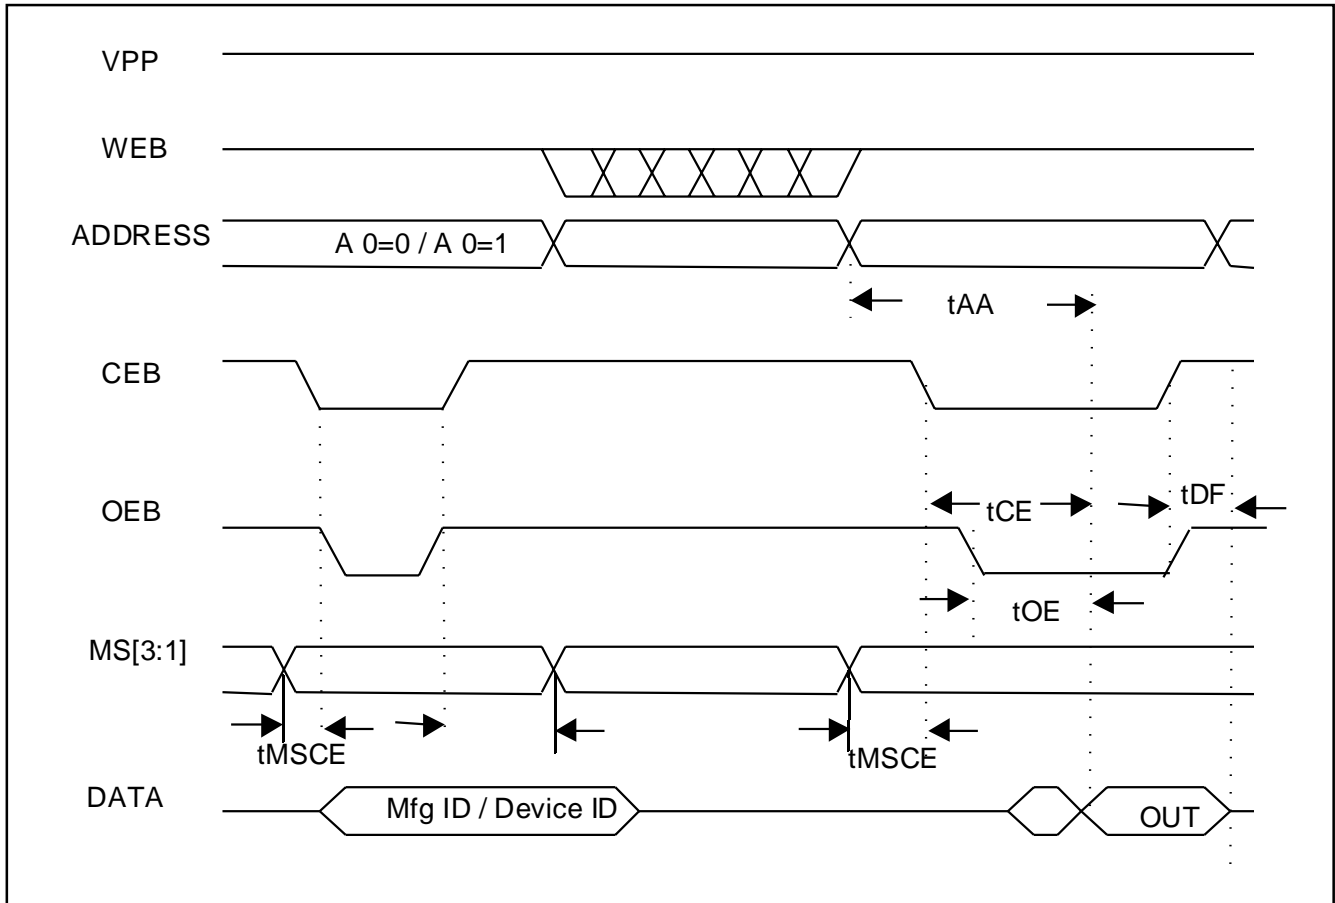 VPP
WEB
ADDRESS
A 0=0 / A 0=1
tAA
CEB
tDF
OEB
tCE
tOE
MS[3:1]
tMSCE
tMSCE
DATA
Mfg ID / Device ID
OUT